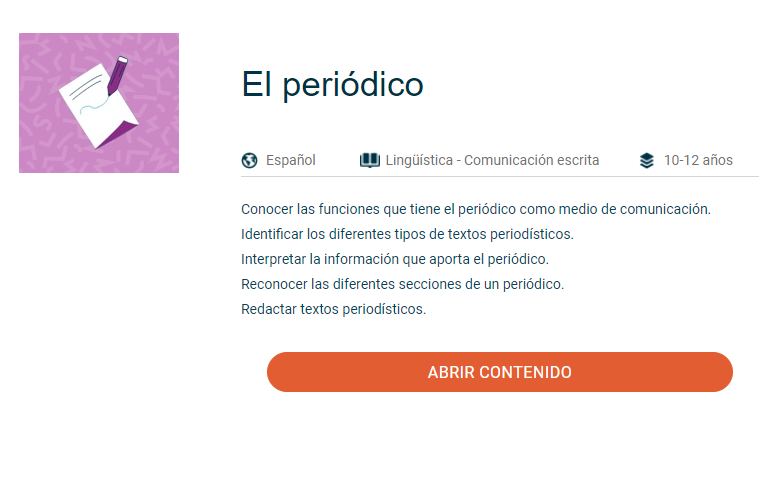 El periódico
Español Lingüística - Comunicación escrita 10-12 años
Conocer las funciones que tiene el periódico como medio de comunicación.
Identificar los diferentes tipos de textos periodísticos.
Interpretar la información que aporta el periódico.
Reconocer las diferentes secciones de un periódico.
Redactar textos periodísticos.
ABRIR CONTENIDO